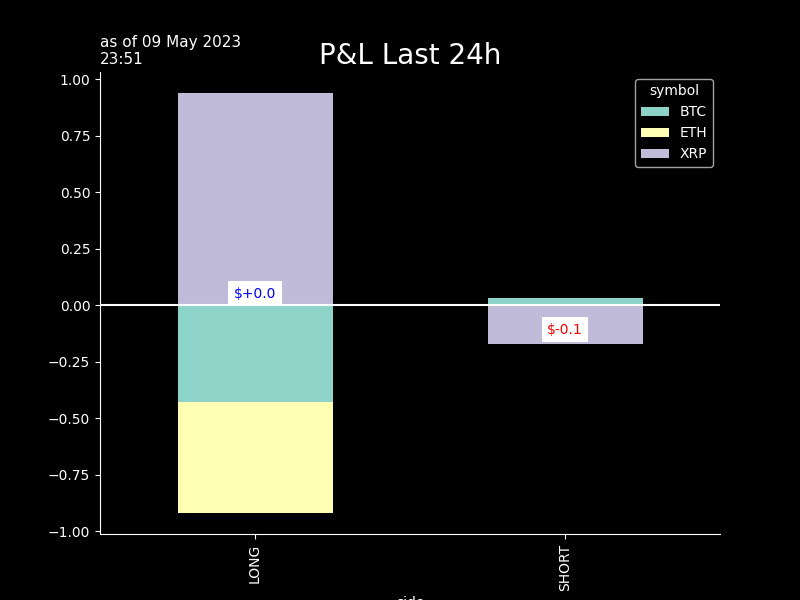 as of 09 May 2023
23:51
P&L Last 24h
symbol
BTC
ETH
XRP
1.00
0.75
0.50
0.25
0.00
−0.25
−0.50
−0.75
−1.00
$+0.0
$-0.1
LONG
SHORT
side